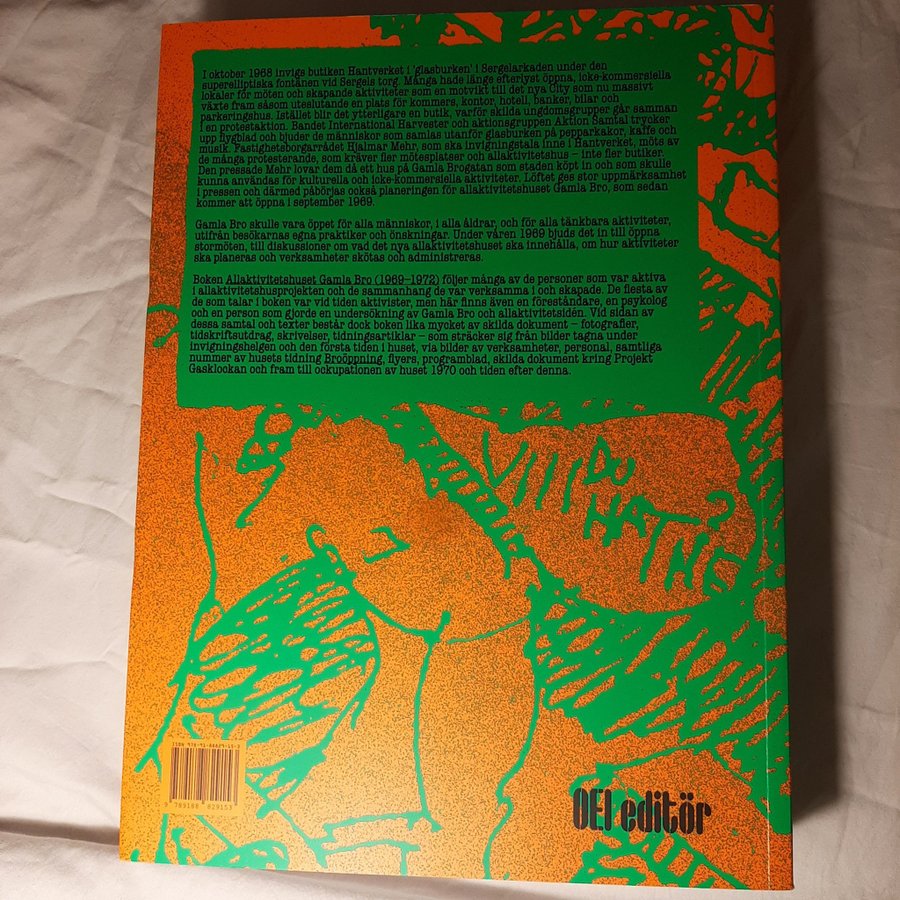 I oktober 1968 invigs butiken Hantverket i 'glasburken' i Sergelarkaden under den
superelliptiska fontänen vid Sergels torg. Många hade länge efterlyst öppna, icke-kommersiella
lokaler för möten och skapande aktiviteter som en motvikt till det nya City som nu massivt
växte fram såsom uteslutande en plats för kommers, kontor, hotell, banker, bilar och
parkeringshus. Istället blir det ytterligare en butik, varför skilda ungdomsgrupper går samman
i en protestaktion. Bandet International Harvester och aktionsgruppen Aktion Samtal trycker
upp flygblad och bjuder de människor som samlas utanför glasburken på pepparkakor, kaffe och
musik. Fastighetsborgarrådet Hjalmar Mehr, som ska invigningstala inne i Hantverket, möts av
de många protesterande, som kräver fler mötesplatser och allaktivitetshus – inte fler butiker.
Den pressade Mehr lovar dem då ett hus på Gamla Brogatan som staden köpt in och som skulle
kunna användas för kulturella och icke-kommersiella aktiviteter. Löftet ges stor uppmärksamhet
i pressen och därmed påbörjas också planeringen för allaktivitetshuset Gamla Bro, som sedan
kommer att öppna i september 1969.
Gamla Bro skulle vara öppet för alla människor, i alla åldrar, och för alla tänkbara aktiviteter,
utifrån besökarnas egna praktiker och önskningar. Under våren 1969 bjuds det in till öppna
stormöten, till diskussioner om vad det nya allaktivitetshuset ska innehålla, om hur aktiviteter
ska planeras och verksamheter skötas och administreras.
Boken Allaktivitetshuset Gamla Bro (1969–1972) följer många av de personer som var aktiva
i allaktivitetshusprojekten och de sammanhang de var verksamma i och skapade. De flesta av
de som talar i boken var vid tiden aktivister, men här finns även en föreståndare, en psykolog
och en person som gjorde en undersökning av Gamla Bro och allaktivitetsidén. Vid sidan av
dessa samtal och texter består dock boken lika mycket av skilda dokument – fotografier,
tidskriftsutdrag, skrivelser, tidningsartiklar – som sträcker sig från bilder tagna under
invigningshelgen och den första tiden i huset, via bilder av verksamheter, personal, samtliga
nummer av husets tidning Broöppning, flyers, programblad, skilda dokument kring Projekt
Gasklockan och fram till ockupationen av huset 1970 och tiden efter denna.
VIII DU
HAT ?
ISBN 978-91-88829-15-3
9 789188 829153
OEI editör